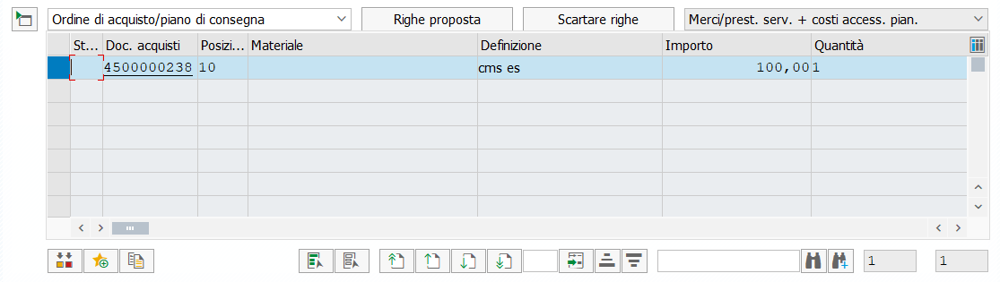 Ordine di acquisto/piano di consegna Righe proposta Scartare righe Merci/prest. serv. + costi access. pian.
St... Doc. acquisti Posizi... Materiale Definizione Importo Quantità
4500000238 10 cms es 100,00 1
1 1